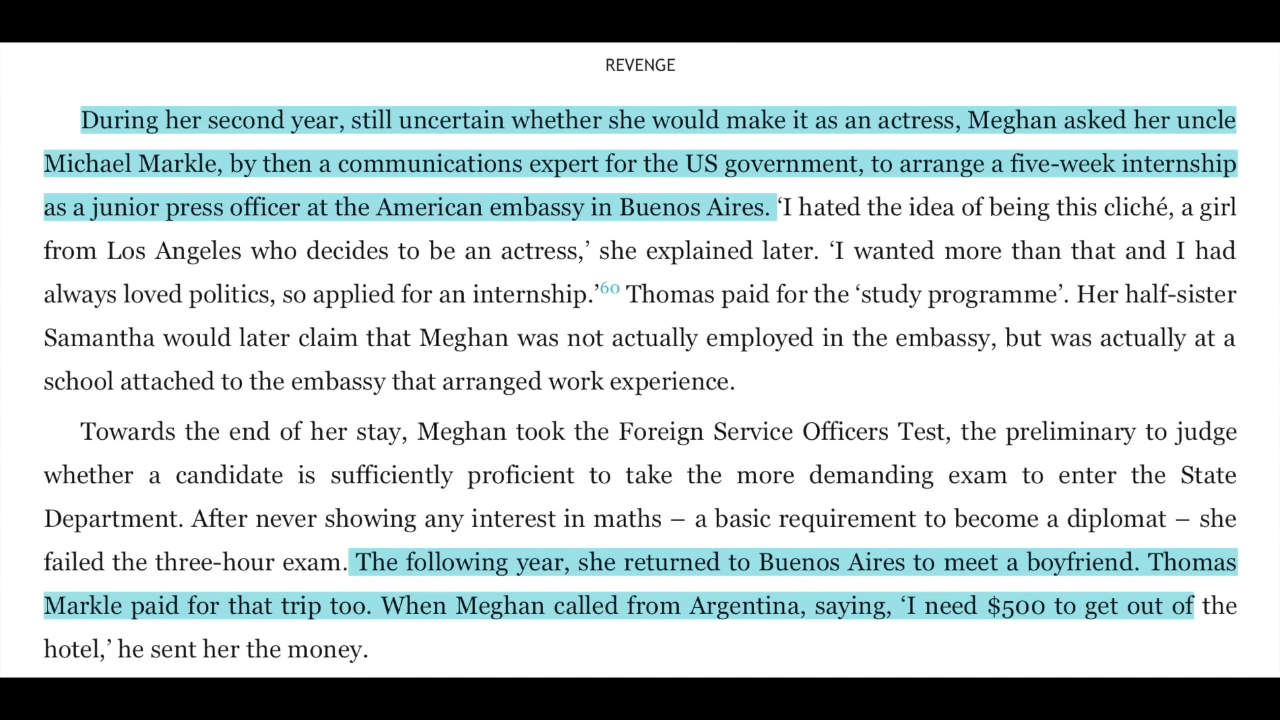 REVENGE
During her second year, still uncertain whether she would make it as an actress, Meghan asked her uncle
Michael Markle, by then a communications expert for the US government, to arrange a five-week internship
as a junior press officer at the American embassy in Buenos Aires. ‘I hated the idea of being this cliché, a girl
from Los Angeles who decides to be an actress,’ she explained later. ‘I wanted more than that and I had
always loved politics, so applied for an internship.’60 Thomas paid for the ‘study programme’. Her half-sister
Samantha would later claim that Meghan was not actually employed in the embassy, but was actually at a
school attached to the embassy that arranged work experience.
Towards the end of her stay, Meghan took the Foreign Service Officers Test, the preliminary to judge
whether a candidate is sufficiently proficient to take the more demanding exam to enter the State
Department. After never showing any interest in maths – a basic requirement to become a diplomat – she
failed the three-hour exam. The following year, she returned to Buenos Aires to meet a boyfriend. Thomas
Markle paid for that trip too. When Meghan called from Argentina, saying, ‘I need $500 to get out of the
hotel,’ he sent her the money.